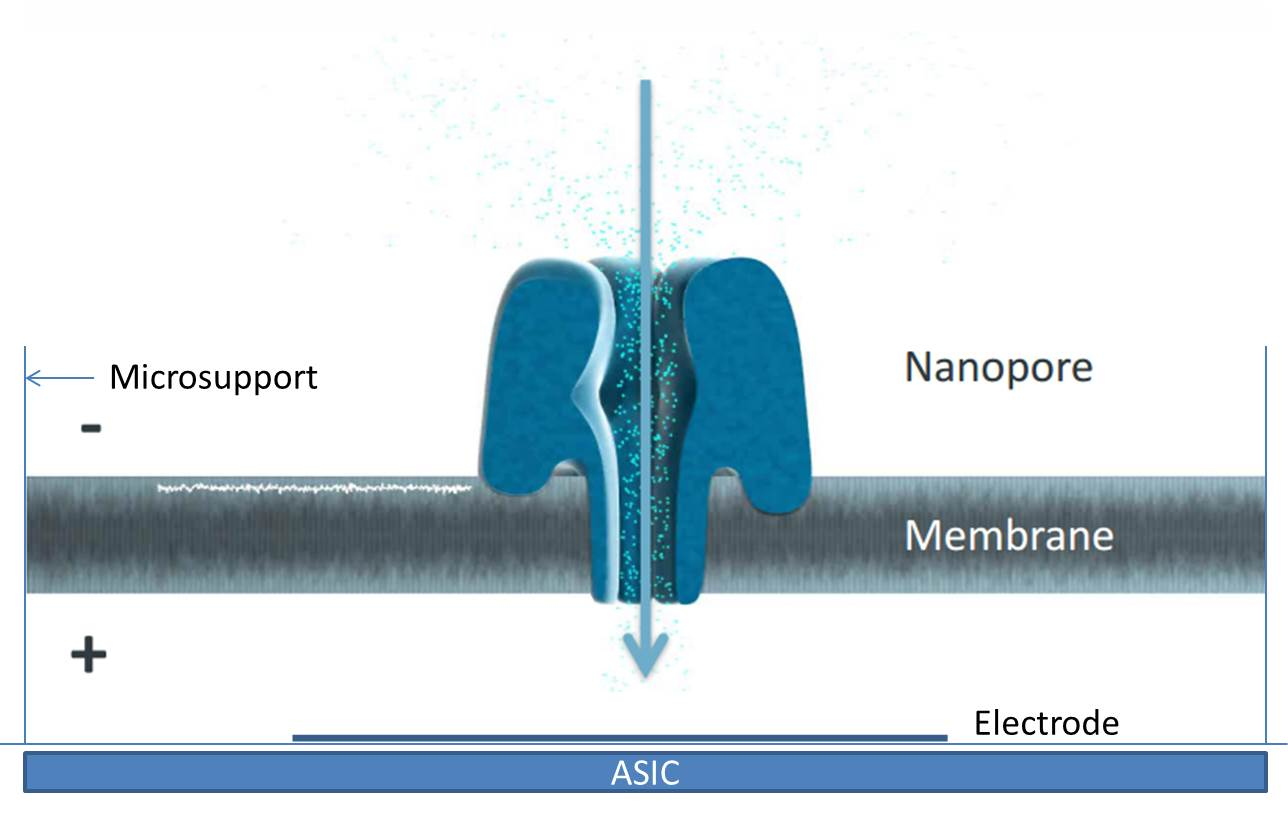 Nanopore
Microsupport
-
Membrane
+
Electrode
ASIC